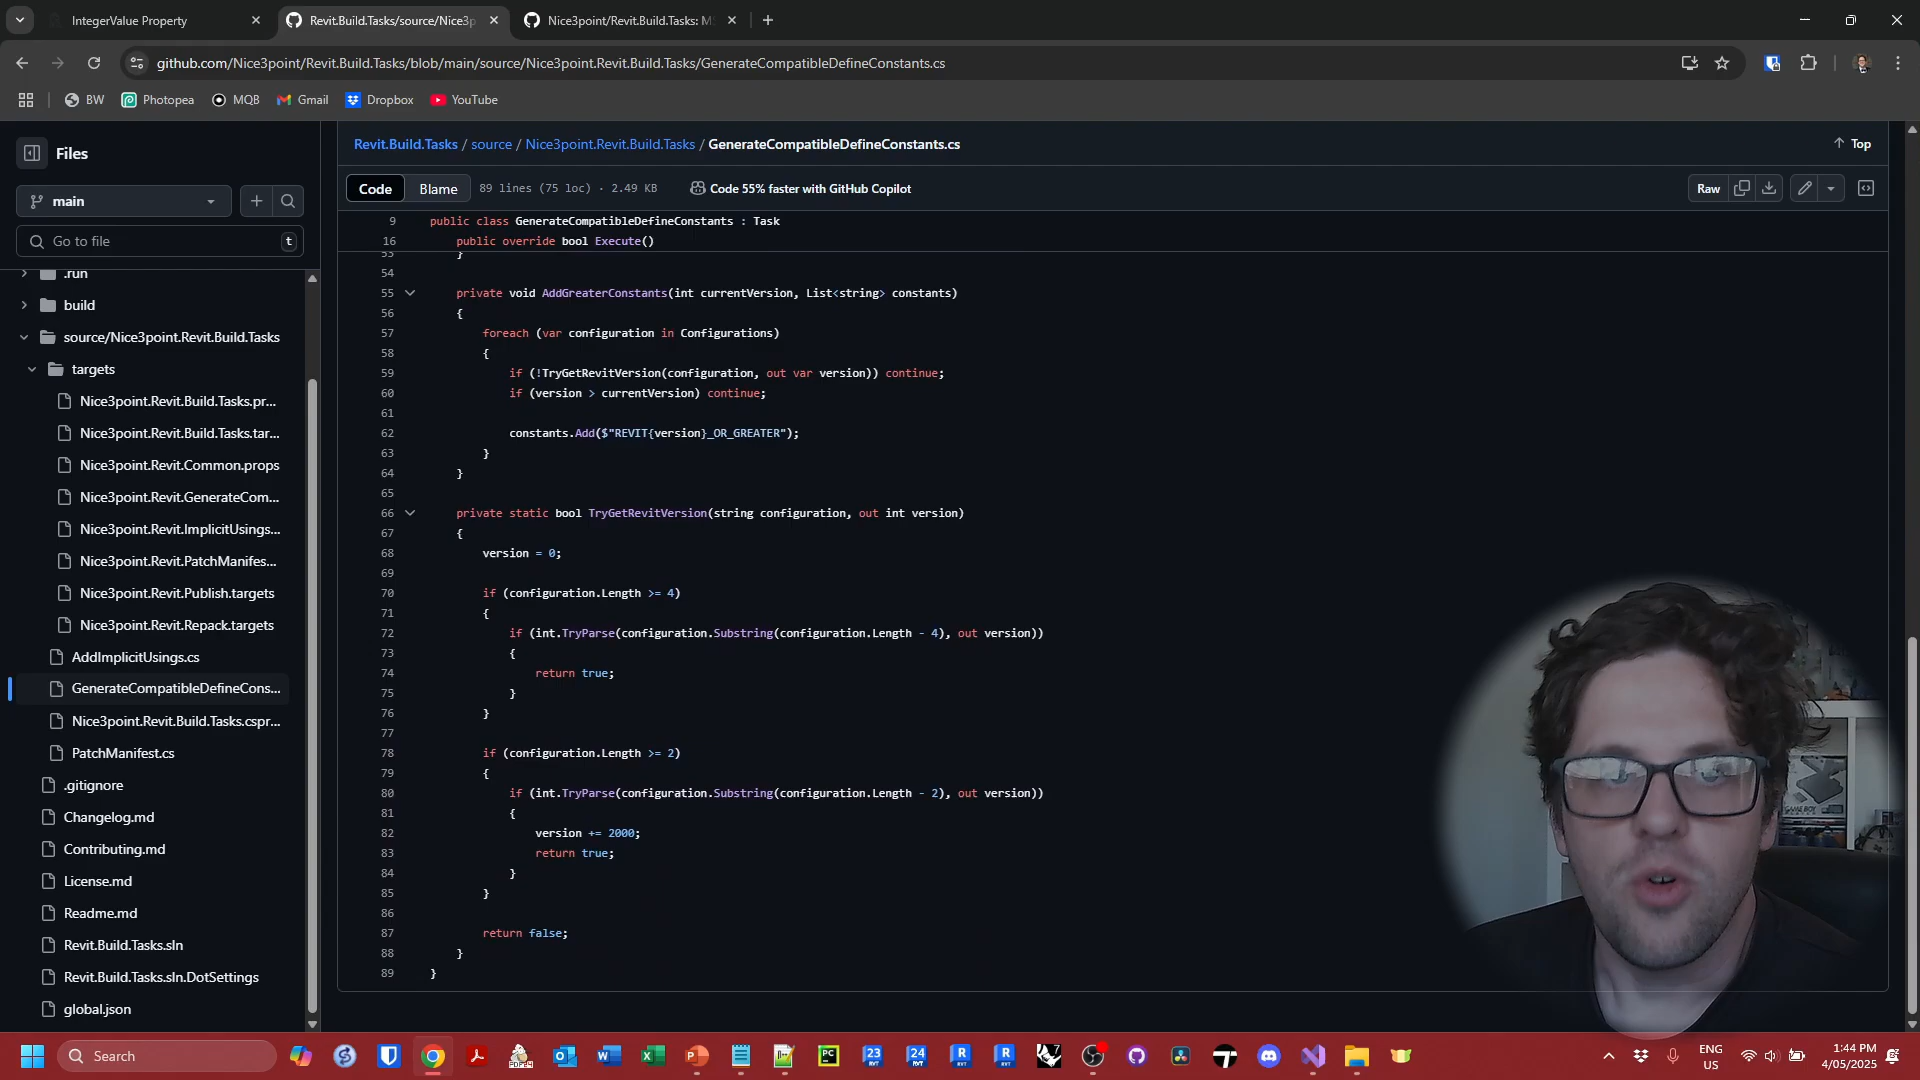 IntegerValue Property
Revit.Build.Tasks/source/Nice3p
Nice3point/Revit.Build.Tasks: M
github.com/Nice3point/Revit.Build.Tasks/blob/main/source/Nice3point.Revit.Build.Tasks/GenerateCompatibleDefineConstants.cs
BW
Photopea
MQB
Gmail
Dropbox
YouTube
Files
main
Go to file
t
.run
build
source/Nice3point.Revit.Build.Tasks
targets
Nice3point.Revit.Build.Tasks.pr...
Nice3point.Revit.Build.Tasks.tar...
Nice3point.Revit.Common.props
Nice3point.Revit.GenerateCom...
Nice3point.Revit.ImplicitUsings...
Nice3point.Revit.PatchManifes...
Nice3point.Revit.Publish.targets
Nice3point.Revit.Repack.targets
AddImplicitUsings.cs
GenerateCompatibleDefineCons...
Nice3point.Revit.Build.Tasks.cspr...
PatchManifest.cs
.gitignore
Changelog.md
Contributing.md
License.md
Readme.md
Revit.Build.Tasks.sln
Revit.Build.Tasks.sln.DotSettings
global.json
Revit.Build.Tasks / source / Nice3point.Revit.Build.Tasks / GenerateCompatibleDefineConstants.cs
Top
Code
Blame
89 lines (75 loc) · 2.49 KB
Code 55% faster with GitHub Copilot
Raw
9 public class GenerateCompatibleDefineConstants : Task
16 public override bool Execute()
53 }
54
55 private void AddGreaterConstants(int currentVersion, List<string> constants)
56 {
57 foreach (var configuration in Configurations)
58 {
59 if (!TryGetRevitVersion(configuration, out var version)) continue;
60 if (version > currentVersion) continue;
61
62 constants.Add($"REVIT{version}_OR_GREATER");
63 }
64 }
65
66 private static bool TryGetRevitVersion(string configuration, out int version)
67 {
68 version = 0;
69
70 if (configuration.Length >= 4)
71 {
72 if (int.TryParse(configuration.Substring(configuration.Length - 4), out version))
73 {
74 return true;
75 }
76 }
77
78 if (configuration.Length >= 2)
79 {
80 if (int.TryParse(configuration.Substring(configuration.Length - 2), out version))
81 {
82 version += 2000;
83 return true;
84 }
85 }
86
87 return false;
88 }
89 }
GAME BOY
Search
PDF24
PC
23
24
R
R
ENG
US
1:44 PM
4/05/2025